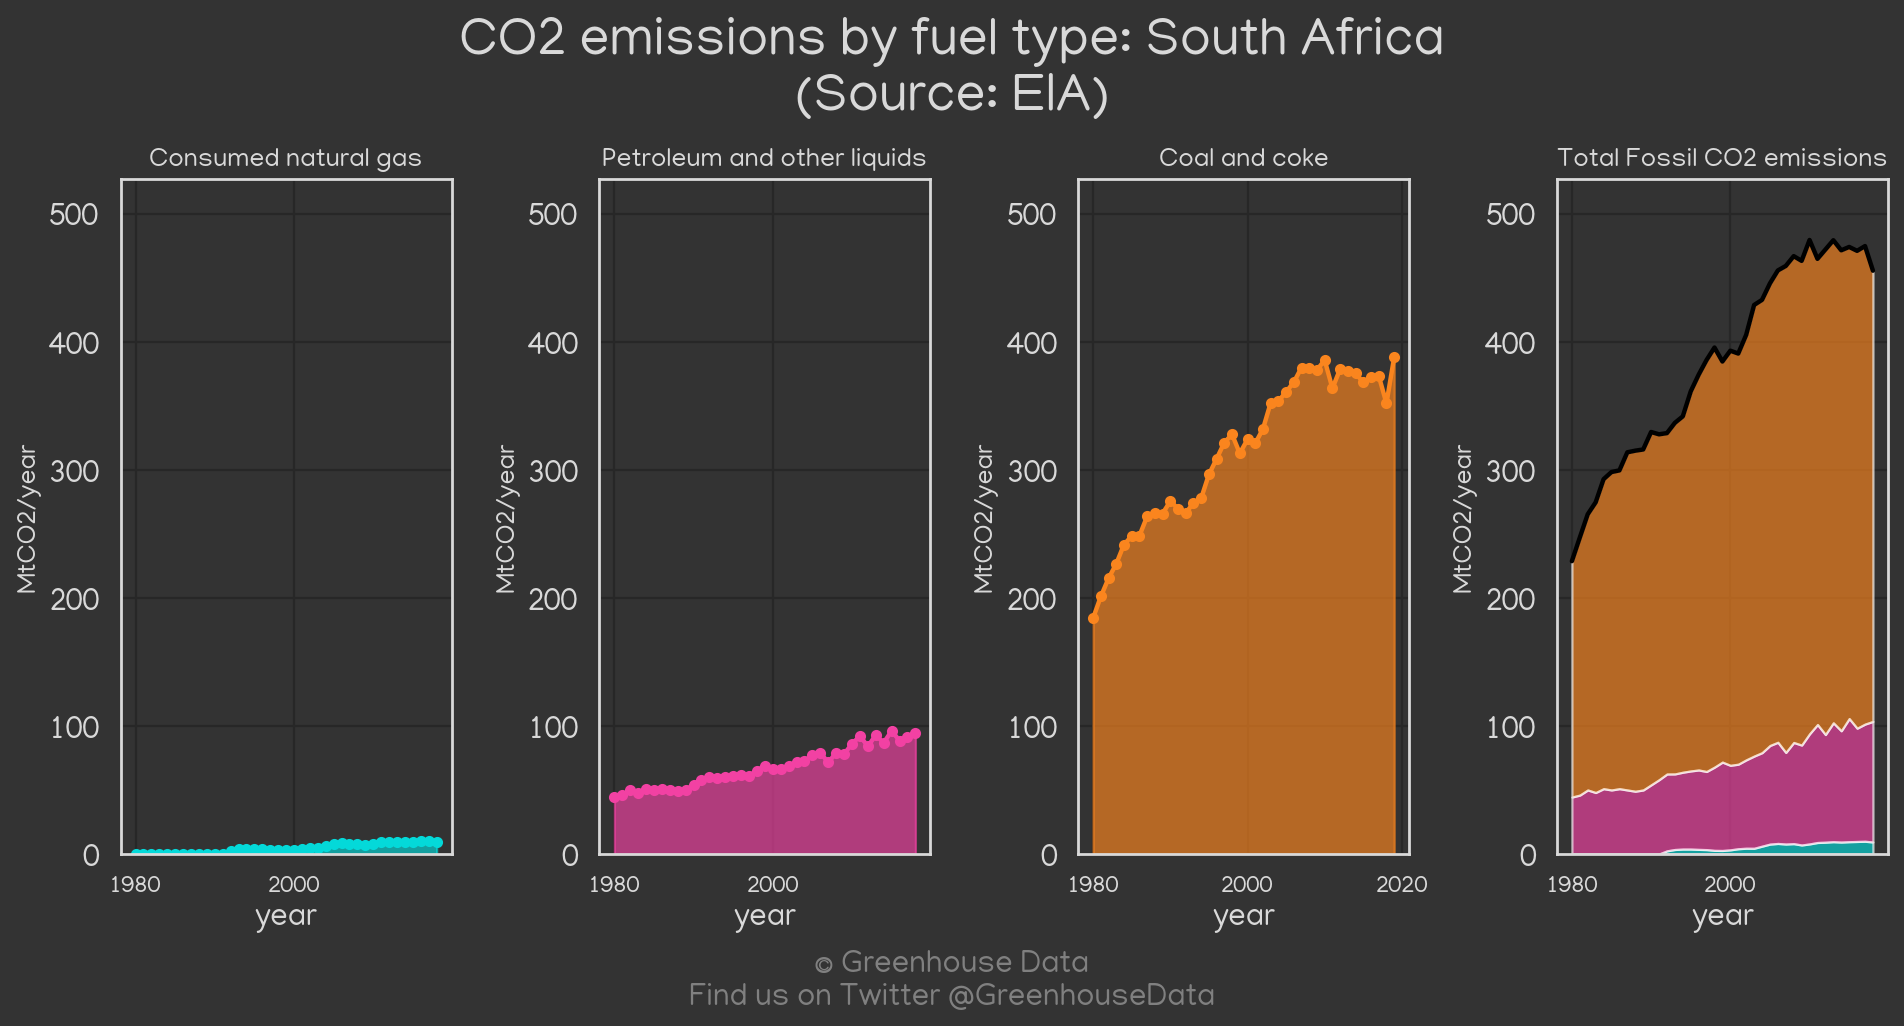 CO2 emissions by fuel type: South Africa
(Source: EIA)
Consumed natural gas
500
400
300
200
100
0
MtCO2/year
1980 2000
year
Petroleum and other liquids
500
400
300
200
100
0
MtCO2/year
1980 2000
year
Coal and coke
500
400
300
200
100
0
MtCO2/year
1980 2000 2020
year
Total Fossil CO2 emissions
500
400
300
200
100
0
MtCO2/year
1980 2000
year
© Greenhouse Data
Find us on Twitter @GreenhouseData